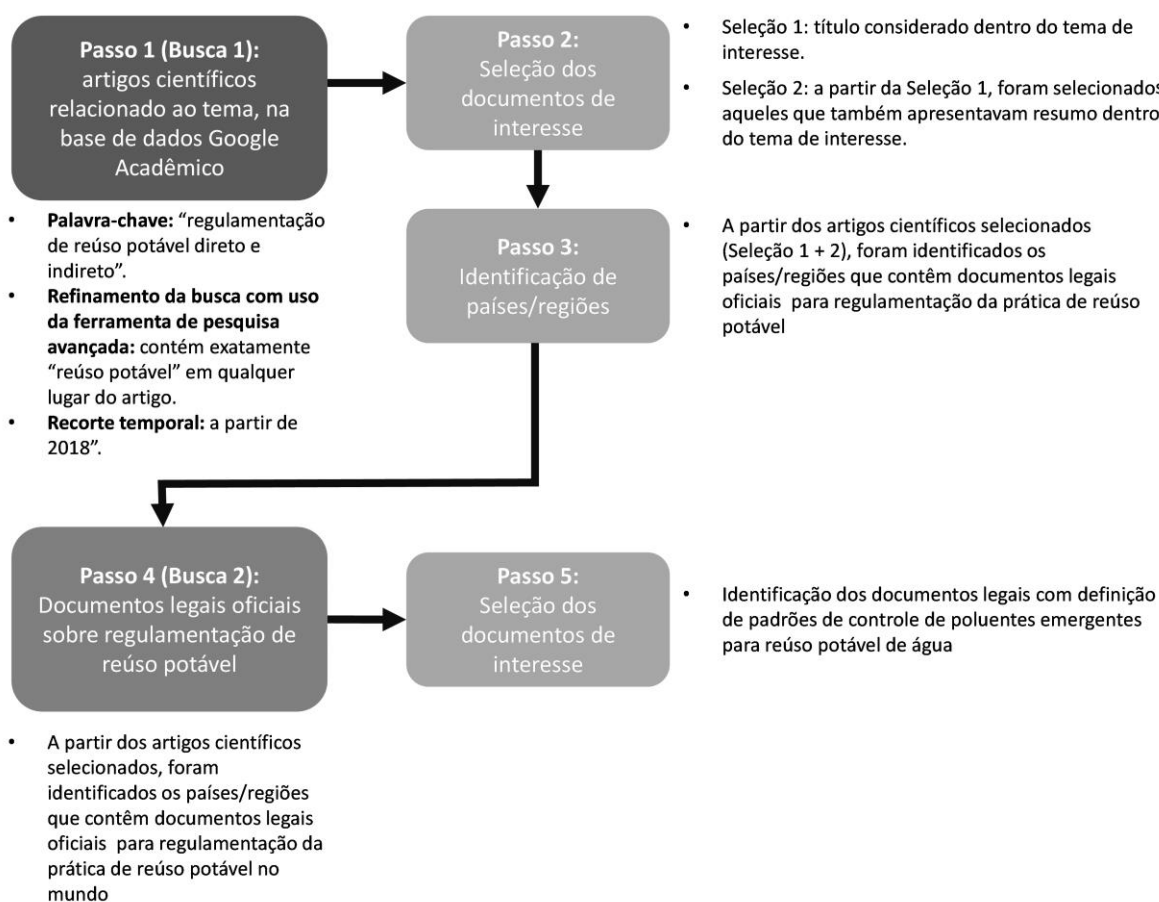 Passo 1 (Busca 1):
artigos científicos
relacionado ao tema, na
base de dados Google
Acadêmico
• Palavra-chave: “regulamentação
de reúso potável direto e
indireto”.
• Refinamento da busca com uso
da ferramenta de pesquisa
avançada: contém exatamente
“reúso potável” em qualquer
lugar do artigo.
• Recorte temporal: a partir de
2018”.
Passo 2:
Seleção dos
documentos de
interesse
• Seleção 1: título considerado dentro do tema de
interesse.
• Seleção 2: a partir da Seleção 1, foram selecionados
aqueles que também apresentavam resumo dentro
do tema de interesse.
Passo 3:
Identificação de
países/regiões
• A partir dos artigos científicos selecionados
(Seleção 1 + 2), foram identificados os
países/regiões que contêm documentos legais
oficiais para regulamentação da prática de reúso
potável
Passo 4 (Busca 2):
Documentos legais oficiais
sobre regulamentação de
reúso potável
• A partir dos artigos científicos
selecionados, foram
identificados os países/regiões
que contêm documentos legais
oficiais para regulamentação da
prática de reúso potável no
mundo
Passo 5:
Seleção dos
documentos de
interesse
• Identificação dos documentos legais com definição
de padrões de controle de poluentes emergentes
para reúso potável de água